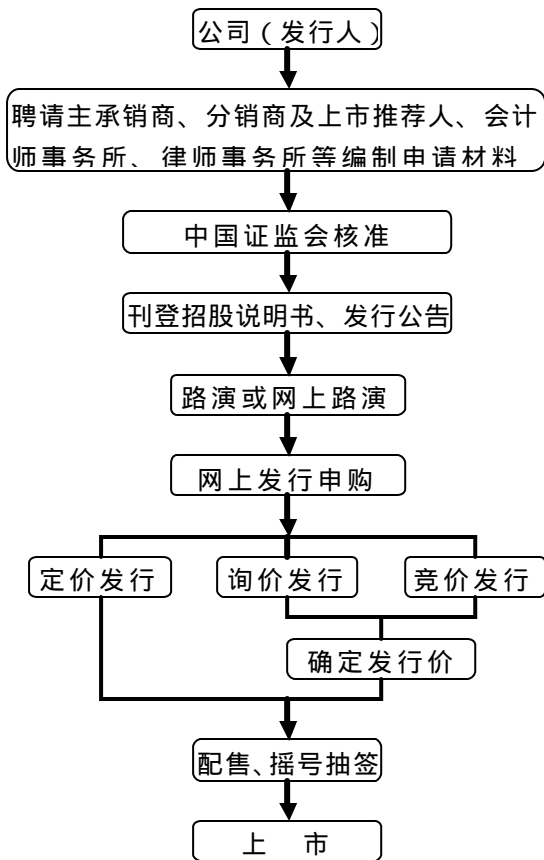 公司（发行人）
聘请主承销商、分销商及上市推荐人、会计
师事务所、律师事务所等编制申请材料
中国证监会核准
刊登招股说明书、发行公告
路演或网上路演
网上发行申购
定价发行
询价发行
竞价发行
确定发行价
配售、摇号抽签
上 市